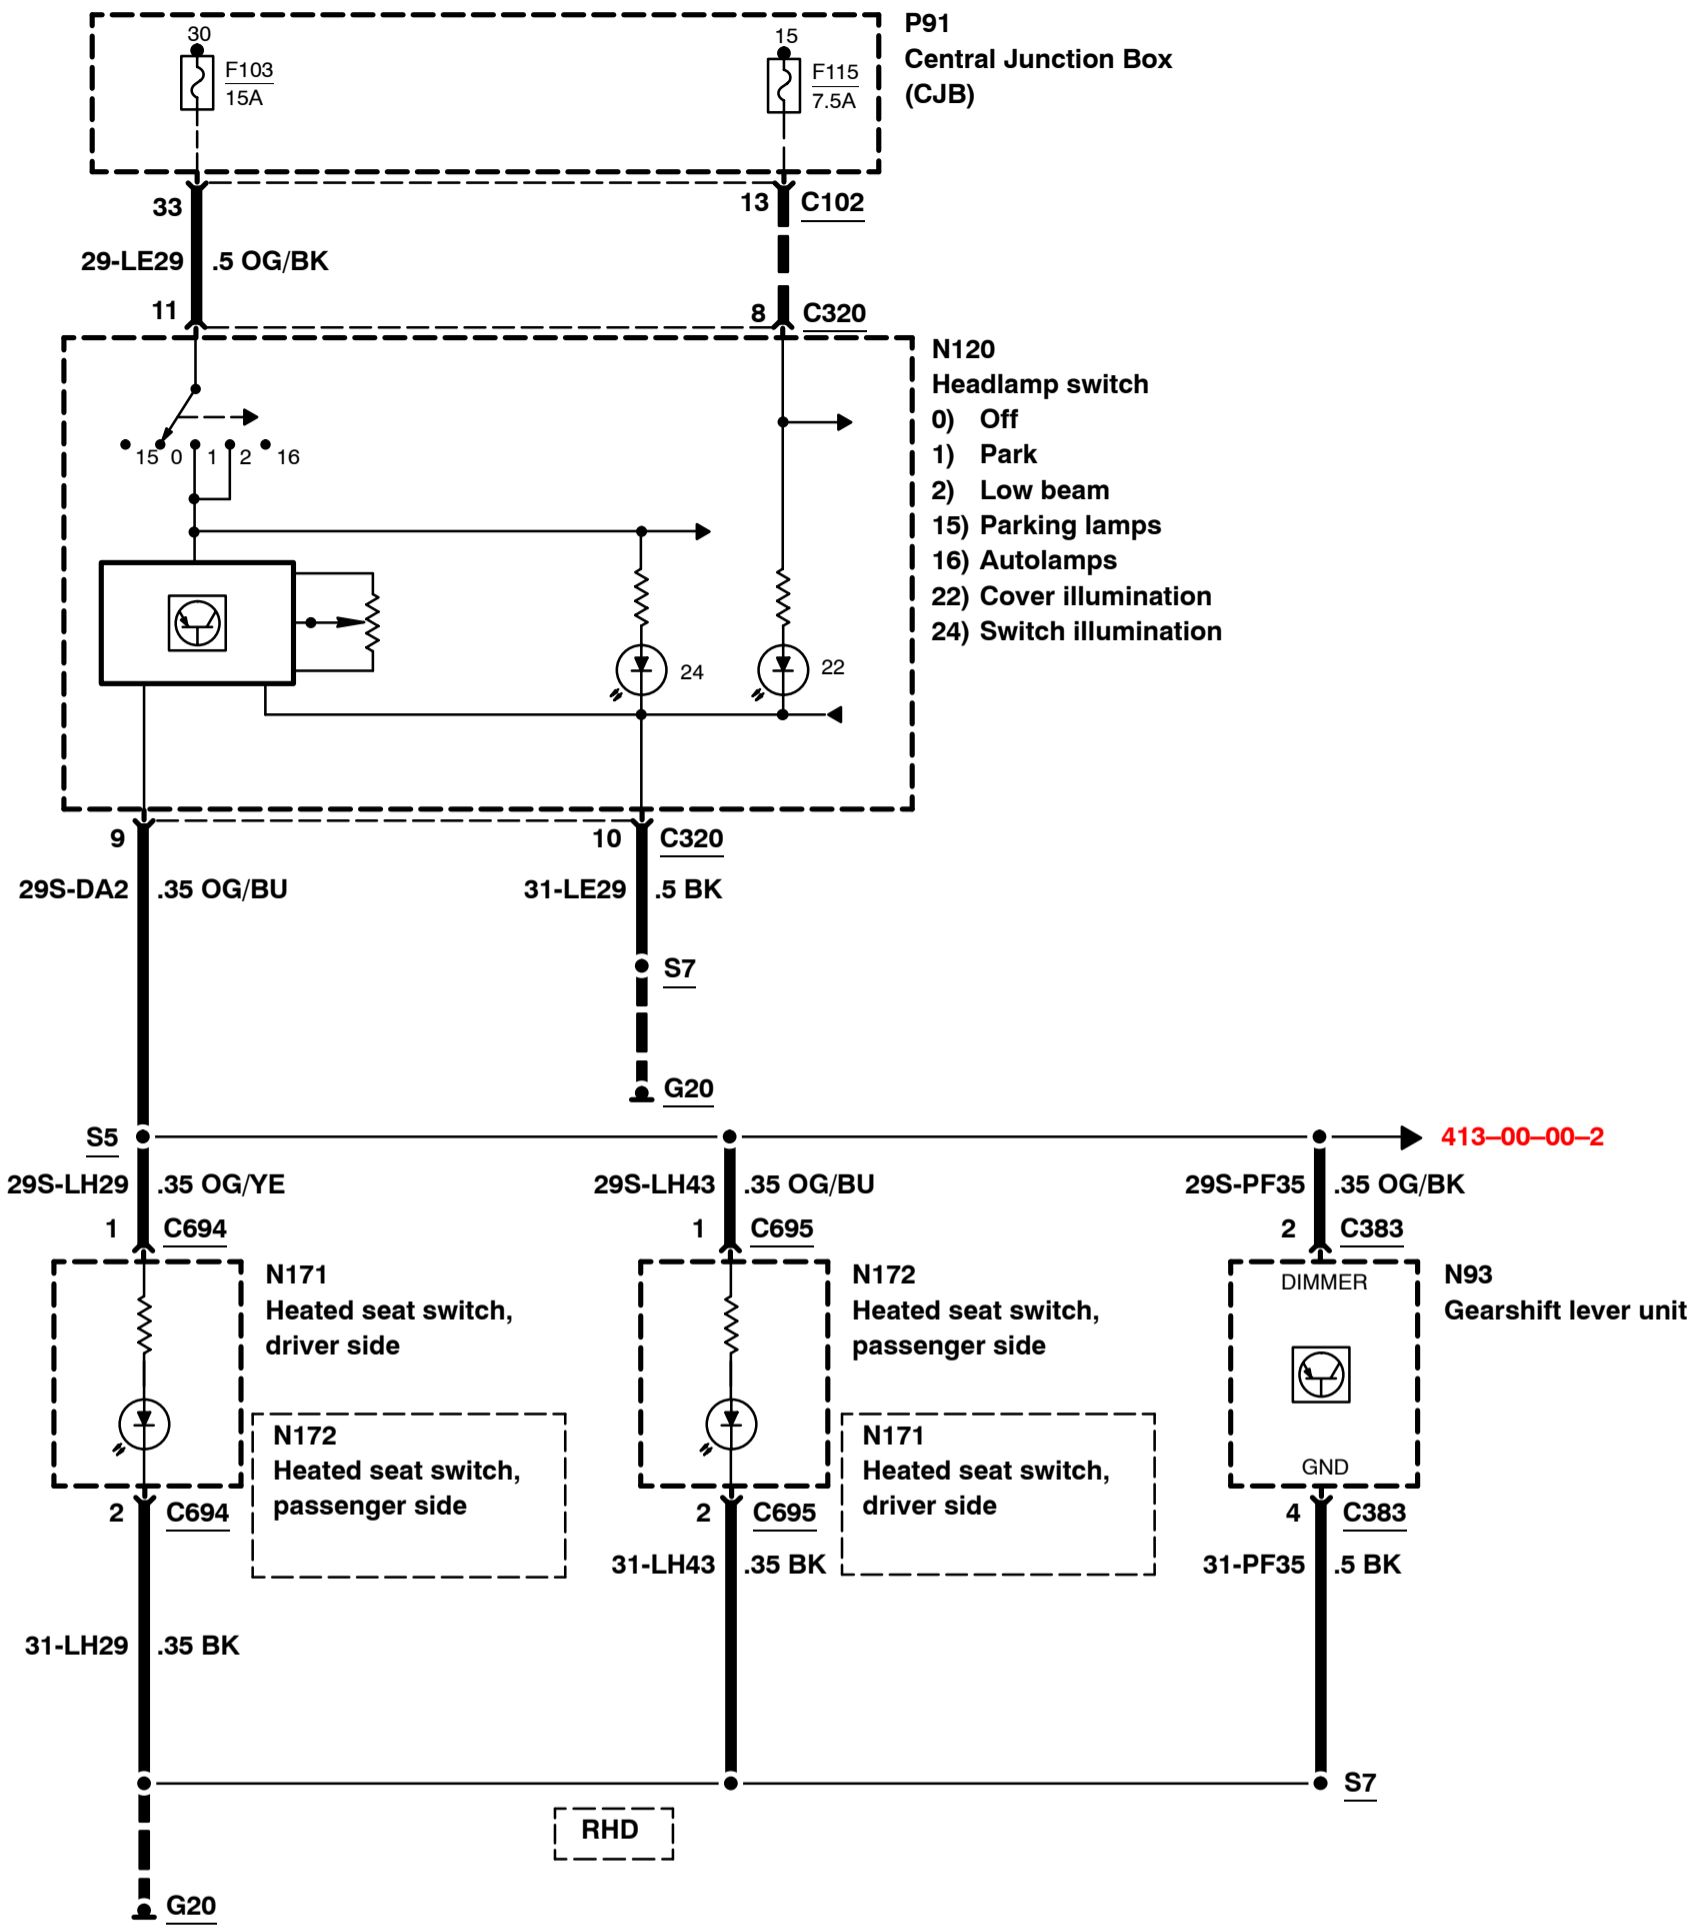 P91
Central Junction Box
(CJB)
30
F103
15A
15
F115
7.5A
33
13
C102
29-LE29
.5 OG/BK
11
8
C320
N120
Headlamp switch
0) Off
1) Park
2) Low beam
15) Parking lamps
16) Autolamps
22) Cover illumination
24) Switch illumination
15 0 1 2 16
24
22
9
10
C320
29S-DA2
.35 OG/BU
31-LE29
.5 BK
S7
G20
S5
413–00–00–2
29S-LH29
.35 OG/YE
29S-LH43
.35 OG/BU
29S-PF35
.35 OG/BK
1
C694
1
C695
2
C383
N171
Heated seat switch,
driver side
N172
Heated seat switch,
passenger side
DIMMER
N93
Gearshift lever unit
N172
Heated seat switch,
passenger side
N171
Heated seat switch,
driver side
GND
2
C694
2
C695
4
C383
31-LH43
.35 BK
31-PF35
.5 BK
31-LH29
.35 BK
S7
RHD
G20